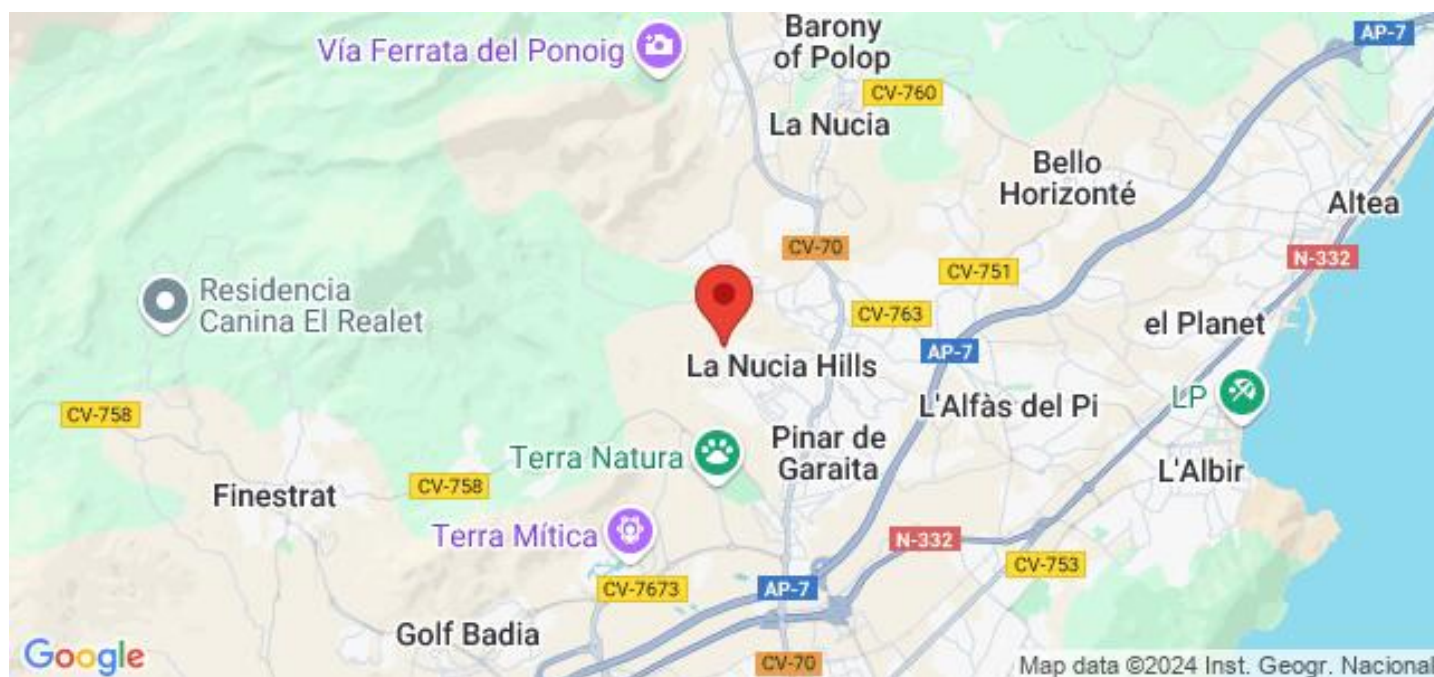 Barony
of Polop
AP-7
Vía Ferrata del Ponoig
CV-760
La Nucia
Bello
Horizonté
Altea
CV-70
N-332
CV-751
Residencia
Canina El Realet
CV-763
el Planet
AP-7
La Nucia Hills
LP
L'Alfàs del Pi
CV-758
Pinar de
Garaita
Terra Natura
L'Albir
CV-758
Finestrat
Terra Mítica
N-332
CV-753
CV-7673
AP-7
Golf Badia
Google
CV-70
Map data ©2024 Inst. Geogr. Nacional